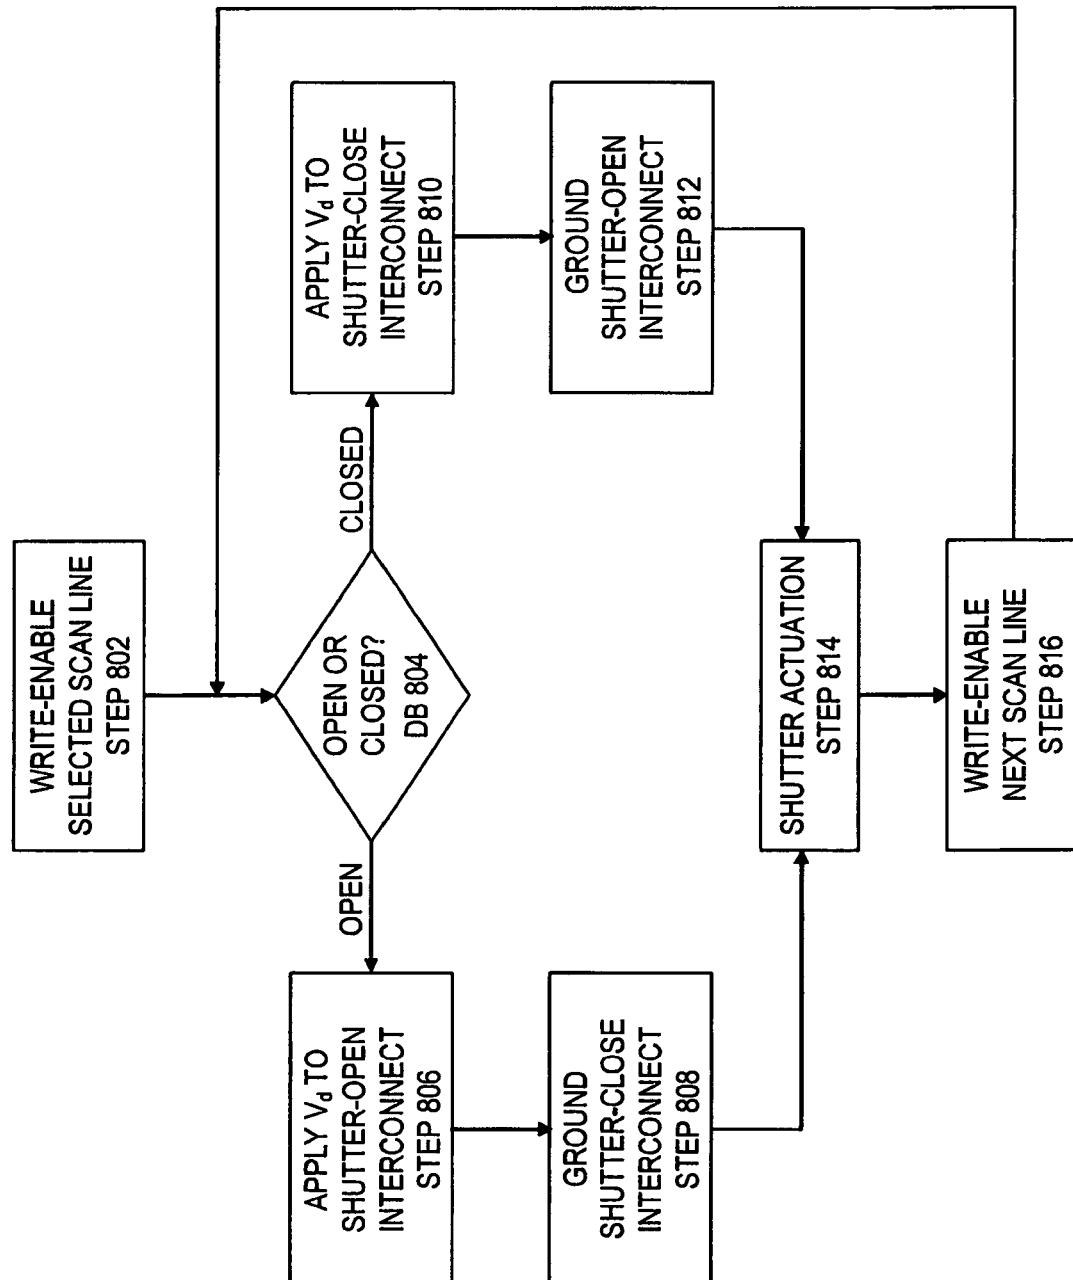 WRITE-ENABLE
SELECTED SCAN LINE
STEP 802
OPEN OR
CLOSED?
DB 804
OPEN
CLOSED
APPLY Vd TO
SHUTTER-OPEN
INTERCONNECT
STEP 806
GROUND
SHUTTER-CLOSE
INTERCONNECT
STEP 808
APPLY Vd TO
SHUTTER-CLOSE
INTERCONNECT
STEP 810
GROUND
SHUTTER-OPEN
INTERCONNECT
STEP 812
SHUTTER ACTUATION
STEP 814
WRITE-ENABLE
NEXT SCAN LINE
STEP 816